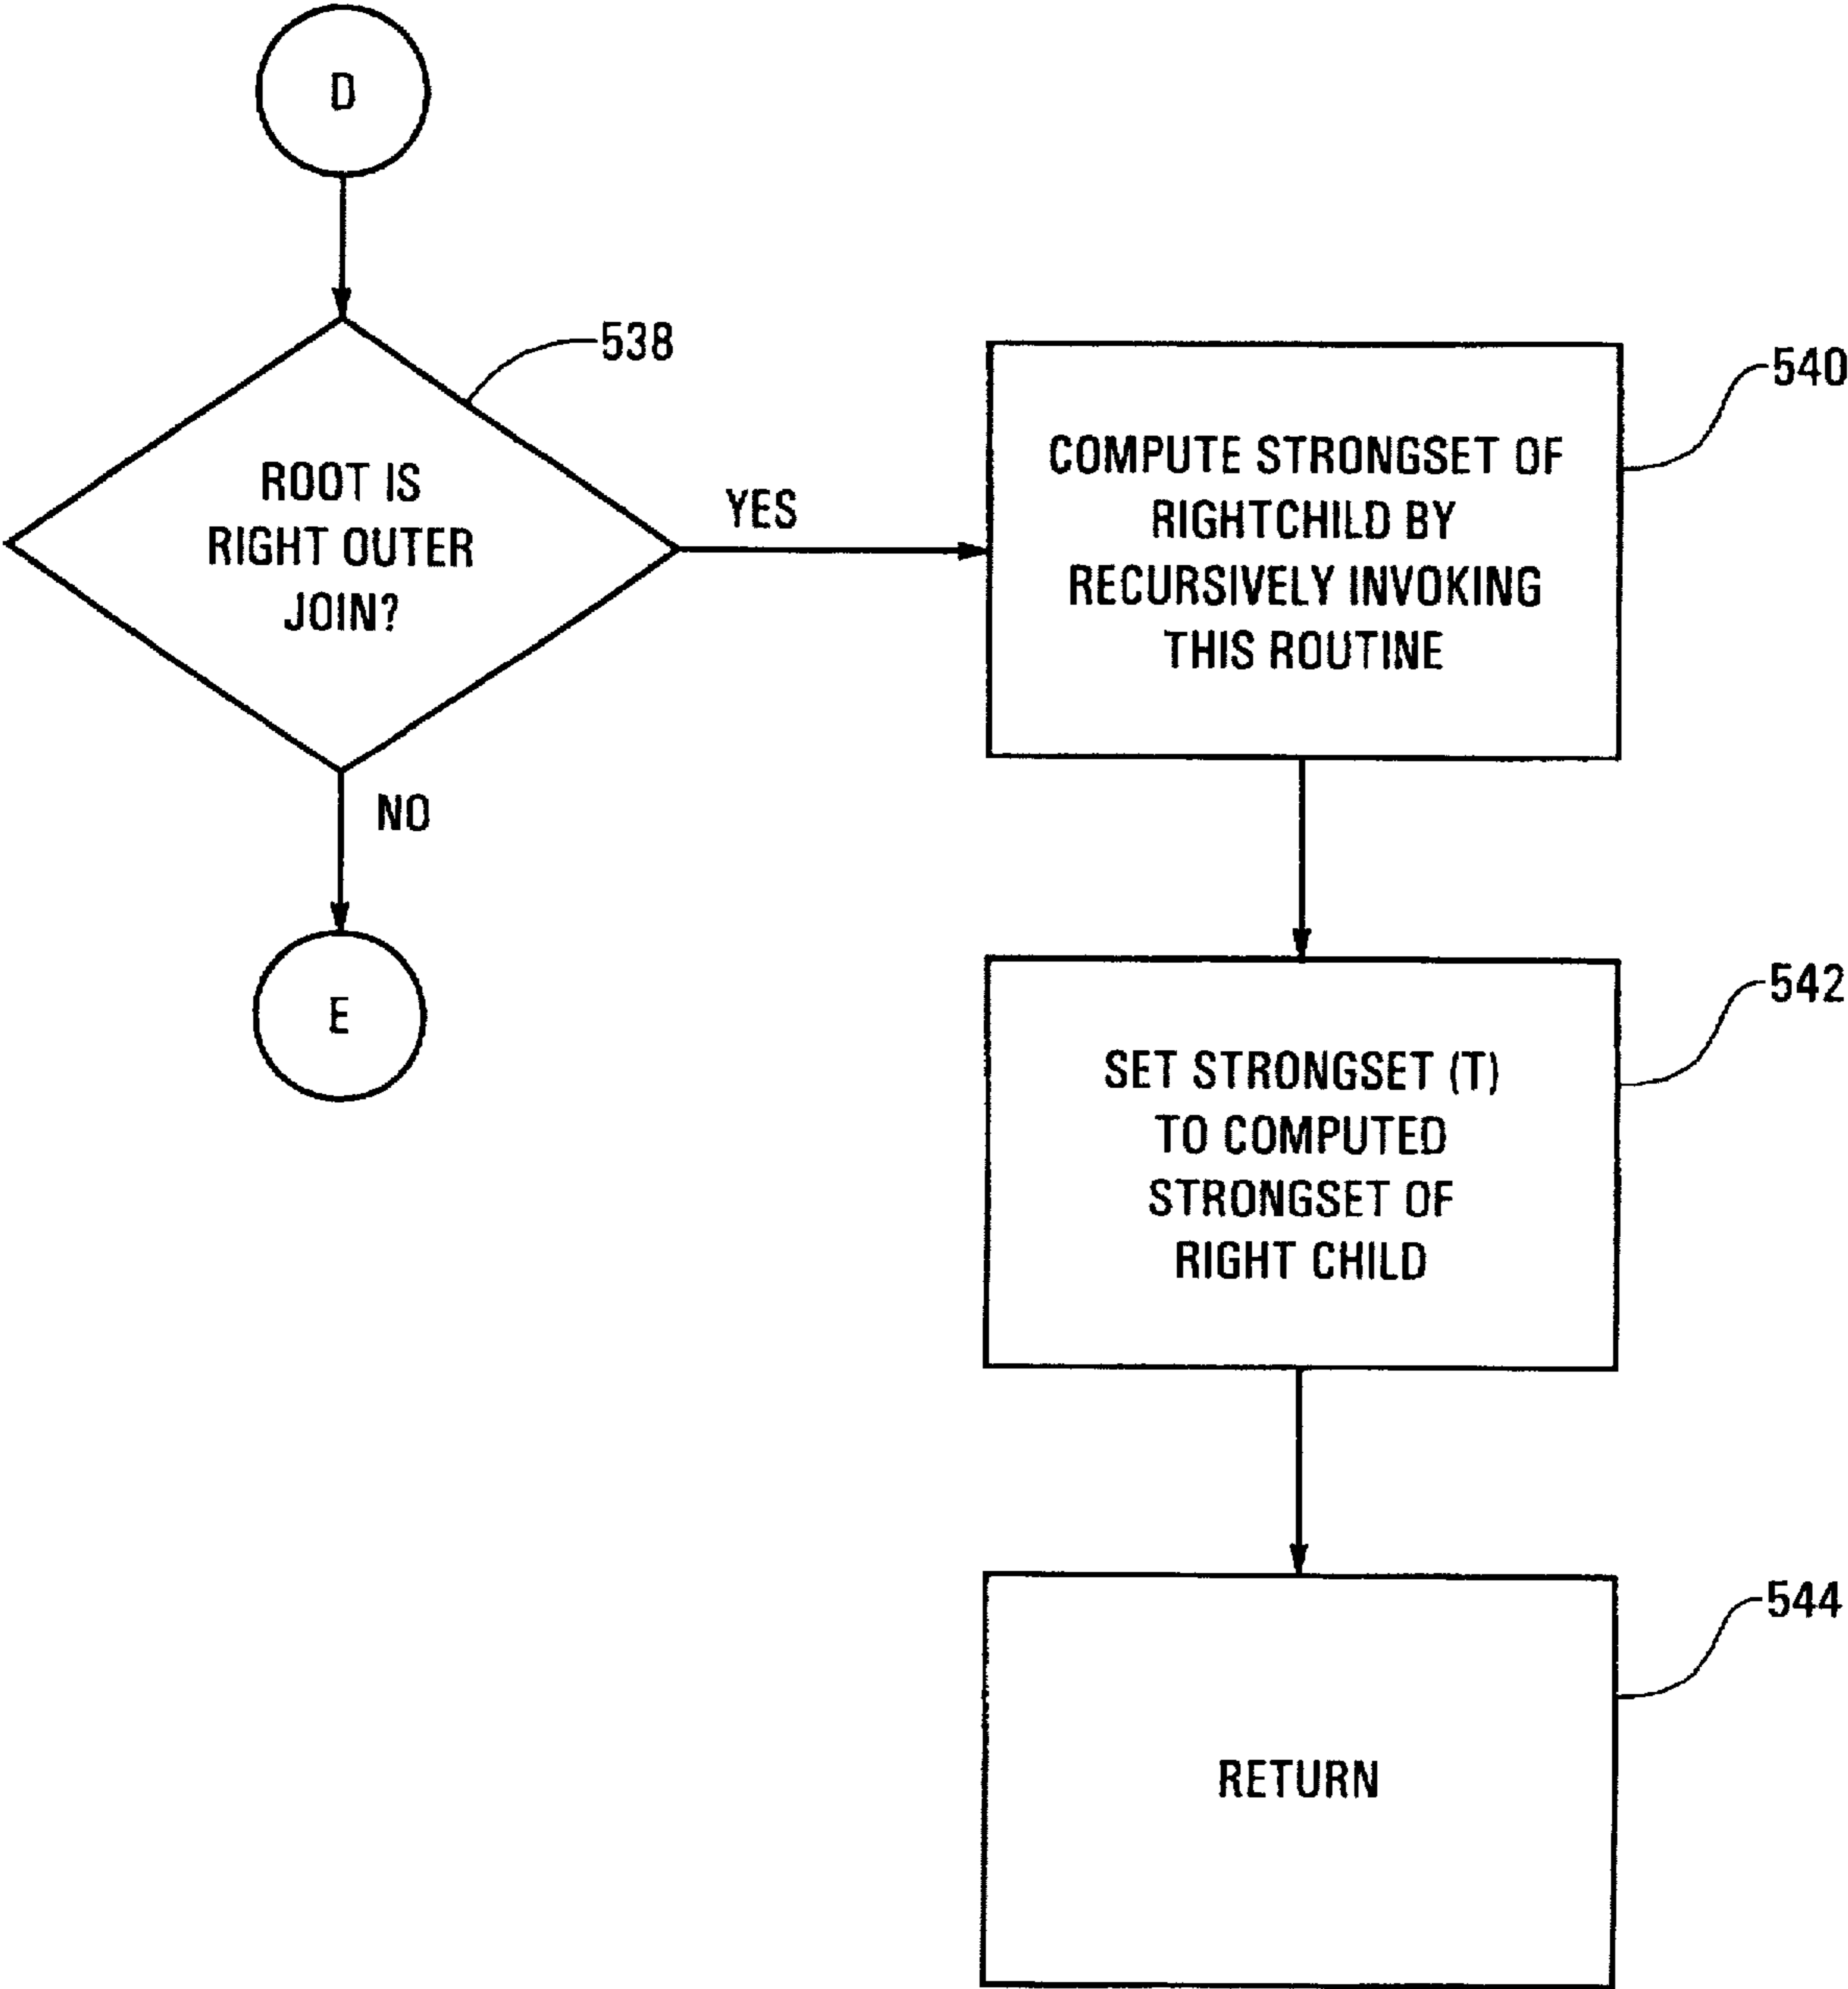 D
538
ROOT IS
RIGHT OUTER
JOIN?
YES
NO
E
540
COMPUTE STRONGSET OF
RIGHTCHILD BY
RECURSIVELY INVOKING
THIS ROUTINE
542
SET STRONGSET (T)
TO COMPUTED
STRONGSET OF
RIGHT CHILD
544
RETURN